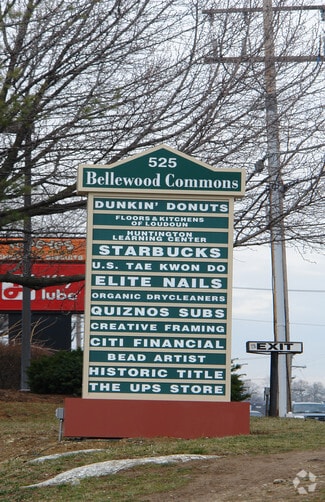 525
Bellewood Commons
DUNKIN' DONUTS
FLOORS & KITCHENS
OF LOUDOUN
HUNTINGTON
LEARNING CENTER
STARBUCKS
U.S. TAE KWON DO
ELITE NAILS
ORGANIC DRYCLEANERS
QUIZNOS SUBS
CREATIVE FRAMING
CITI FINANCIAL
BEAD ARTIST
HISTORIC TITLE
THE UPS STORE
lube
EXIT